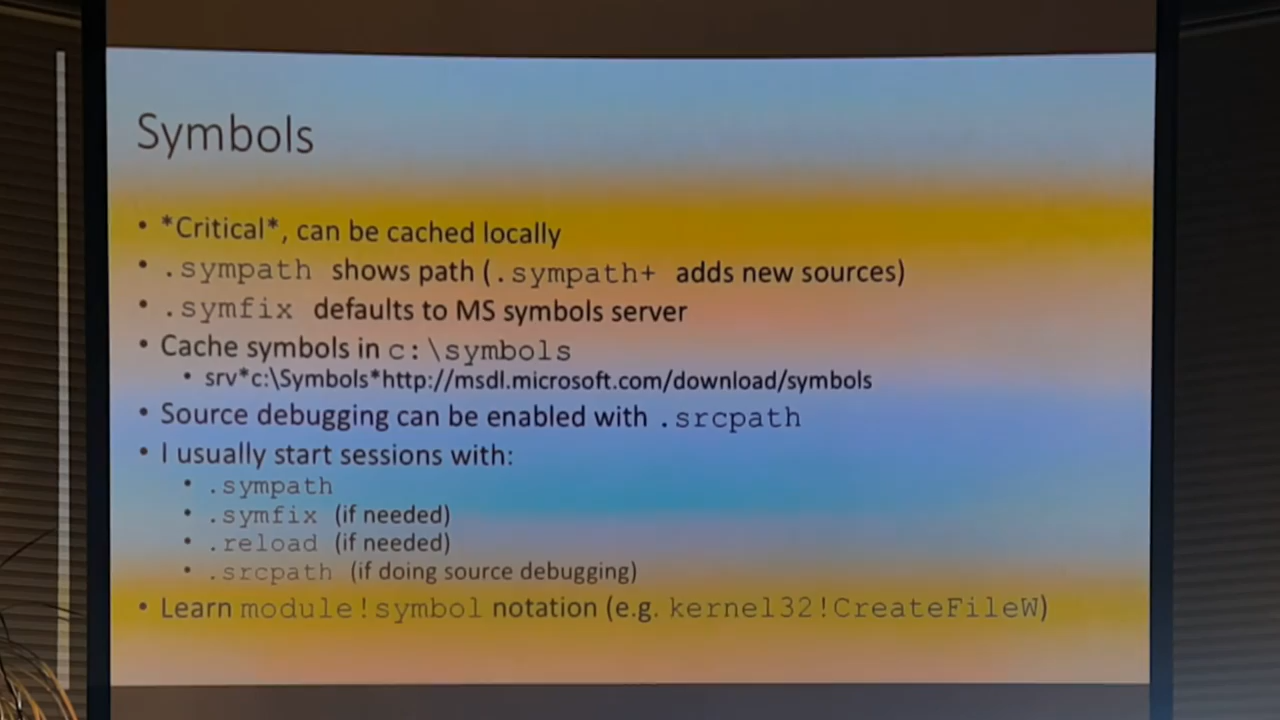 Symbols
• *Critical*, can be cached locally
• .sympath shows path (.sympath+ adds new sources)
• .symfix defaults to MS symbols server
• Cache symbols in c:\symbols
• srv*c:\Symbols*http://msdl.microsoft.com/download/symbols
• Source debugging can be enabled with .srcpath
• I usually start sessions with:
• .sympath
• .symfix (if needed)
• .reload (if needed)
• .srcpath (if doing source debugging)
• Learn module!symbol notation (e.g. kernel32!CreateFileW)